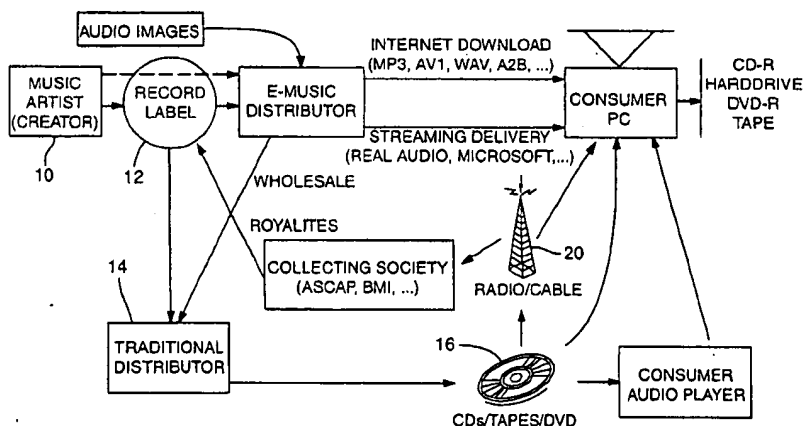 AUDIO IMAGES
MUSIC
ARTIST
(CREATOR)
10
RECORD
LABEL
12
E-MUSIC
DISTRIBUTOR
INTERNET DOWNLOAD
(MP3, AV1, WAV, A2B, ...)
STREAMING DELIVERY
(REAL AUDIO, MICROSOFT,...)
CONSUMER
PC
CD-R
HARDDRIVE
DVD-R
TAPE
WHOLESALE
ROYALITES
COLLECTING SOCIETY
(ASCAP, BMI, ...)
20
RADIO/CABLE
14
TRADITIONAL
DISTRIBUTOR
16
CDs/TAPES/DVD
CONSUMER
AUDIO PLAYER